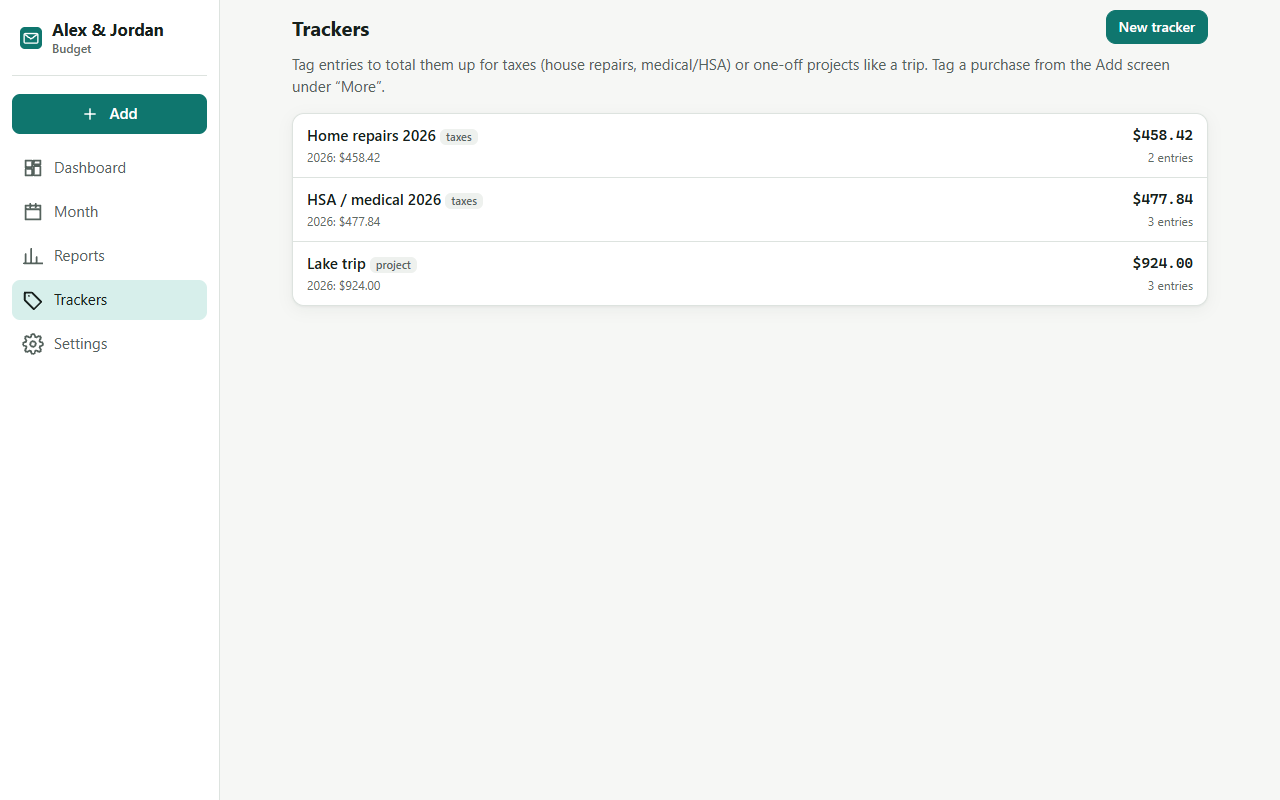 Alex & Jordan
Budget
Add
Dashboard
Month
Reports
Trackers
Settings
Trackers
New tracker
Tag entries to total them up for taxes (house repairs, medical/HSA) or one-off projects like a trip. Tag a purchase from the Add screen
under “More”.
Home repairs 2026 taxes $458.42
2026: $458.42 2 entries
HSA / medical 2026 taxes $477.84
2026: $477.84 3 entries
Lake trip project $924.00
2026: $924.00 3 entries